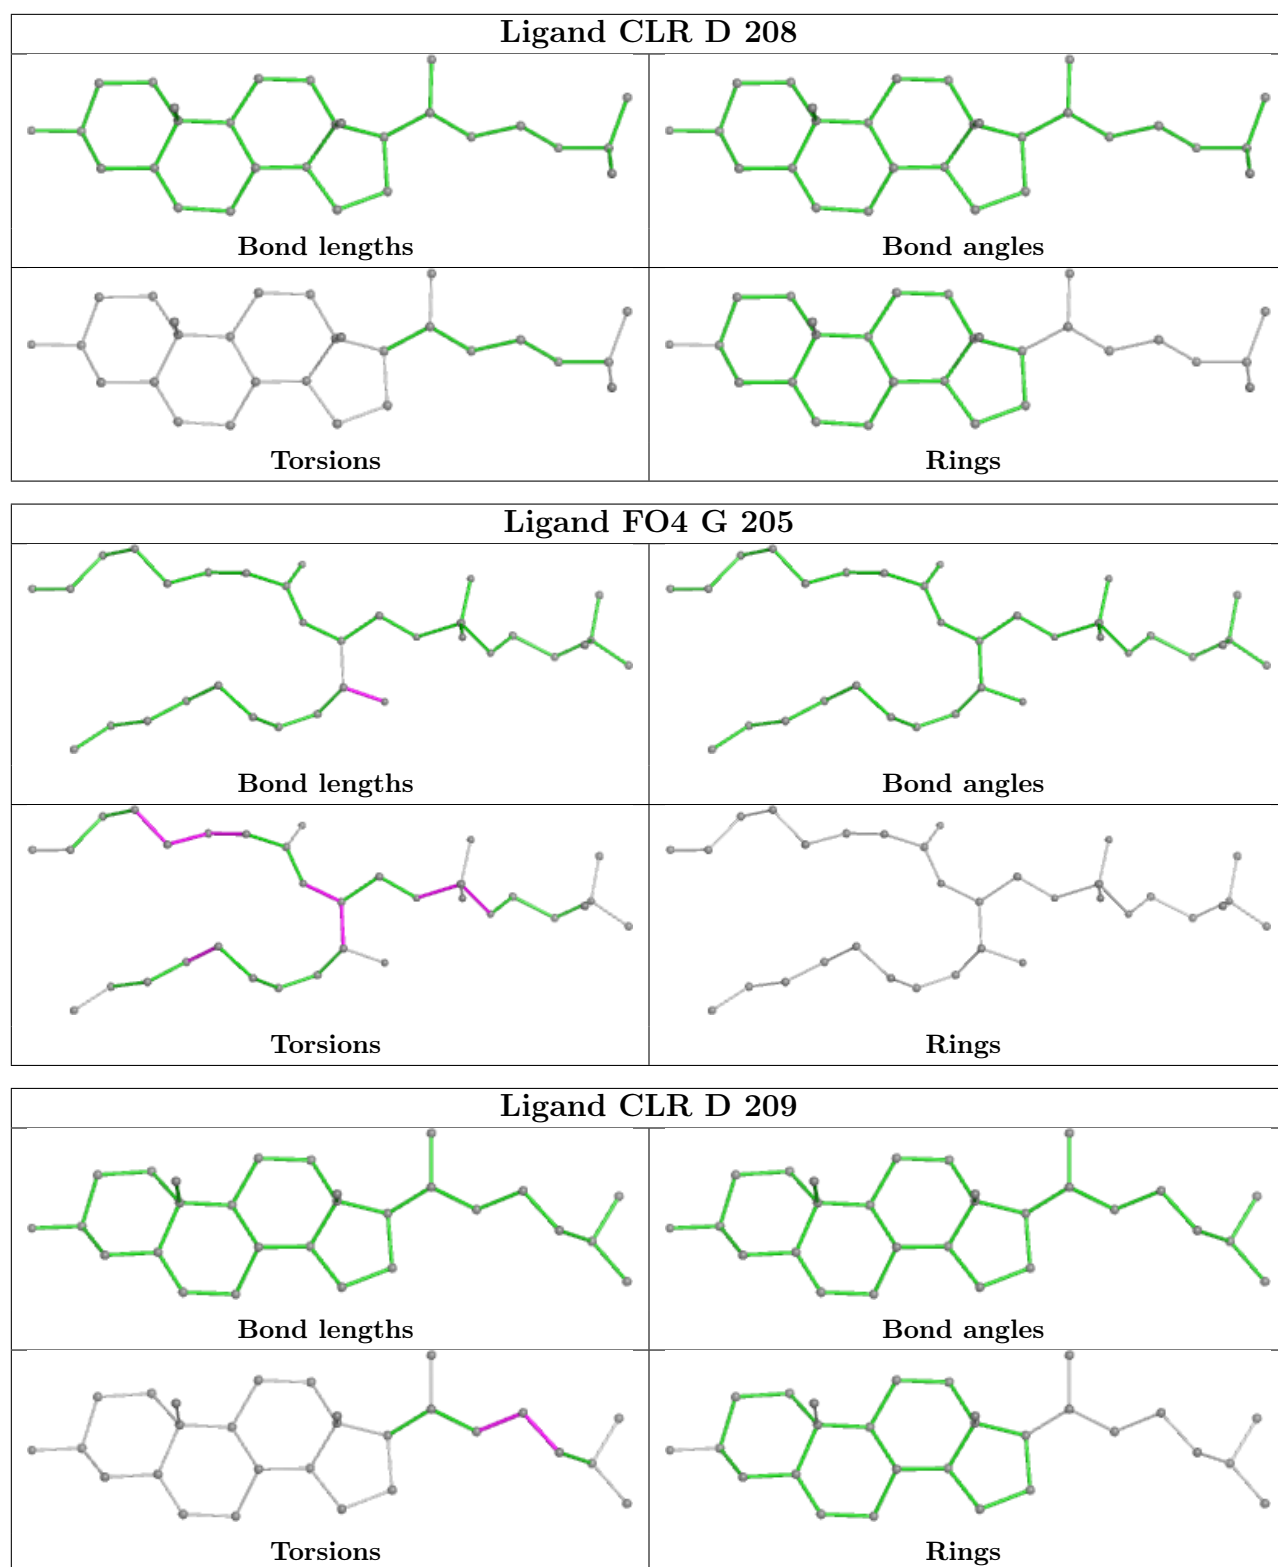 Ligand CLR D 208
Bond lengths
Bond angles
Torsions
Rings
Ligand FO4 G 205
Bond lengths
Bond angles
Torsions
Rings
Ligand CLR D 209
Bond lengths
Bond angles
Torsions
Rings